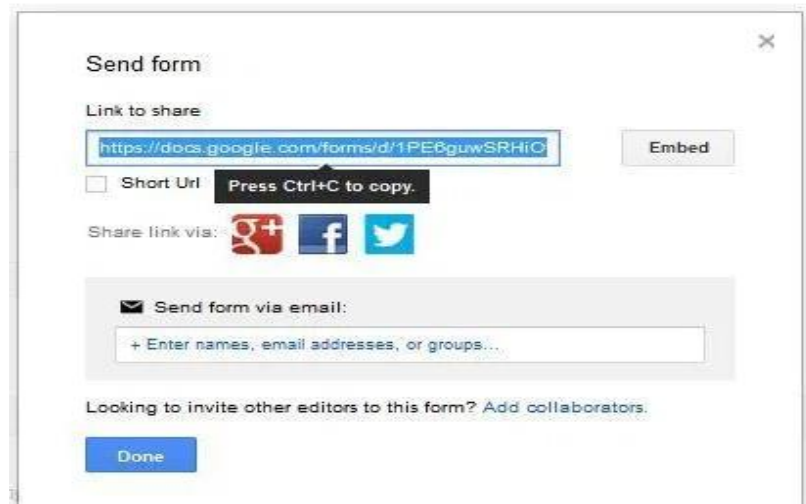 Send form
Link to share
https://docs.google.com/forms/d/1PE6guwSRHiO
Embed
Short Url
Press Ctrl+C to copy.
Share link via: g+ f
Send form via email:
+ Enter names, email addresses, or groups...
Looking to invite other editors to this form? Add collaborators.
Done